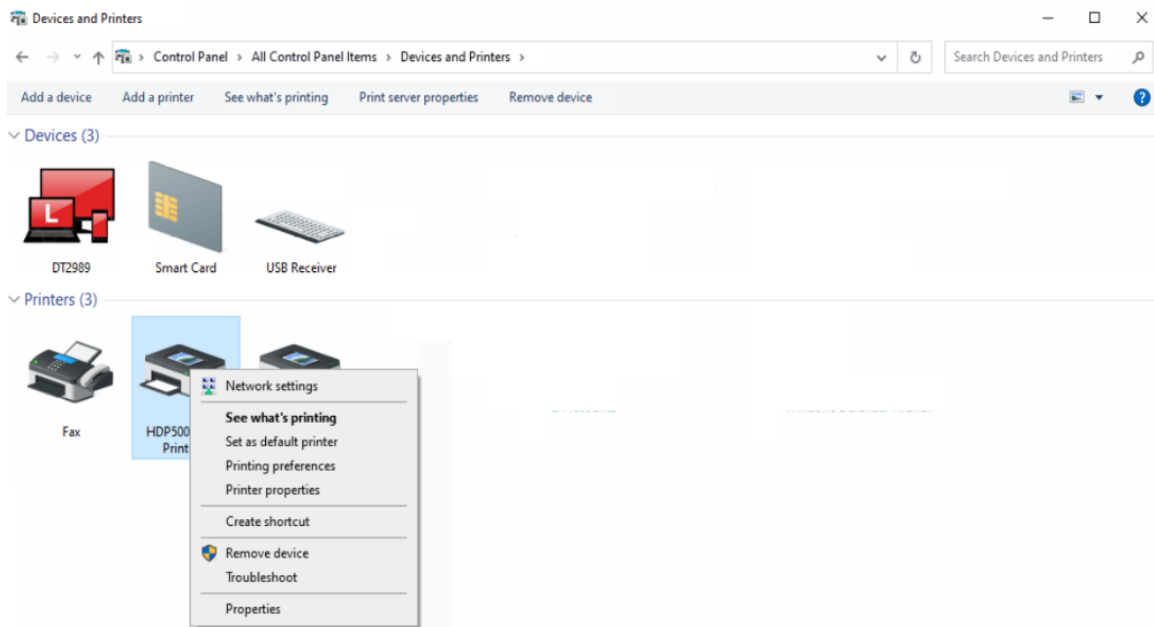 Devices and Printers
Control Panel > All Control Panel Items > Devices and Printers >
Search Devices and Printers
Add a device Add a printer See what's printing Print server properties Remove device
?
Devices (3)
L
DT2989 Smart Card USB Receiver
Printers (3)
Fax
HDP500
Print
Network settings
See what's printing
Set as default printer
Printing preferences
Printer properties
Create shortcut
Remove device
Troubleshoot
Properties